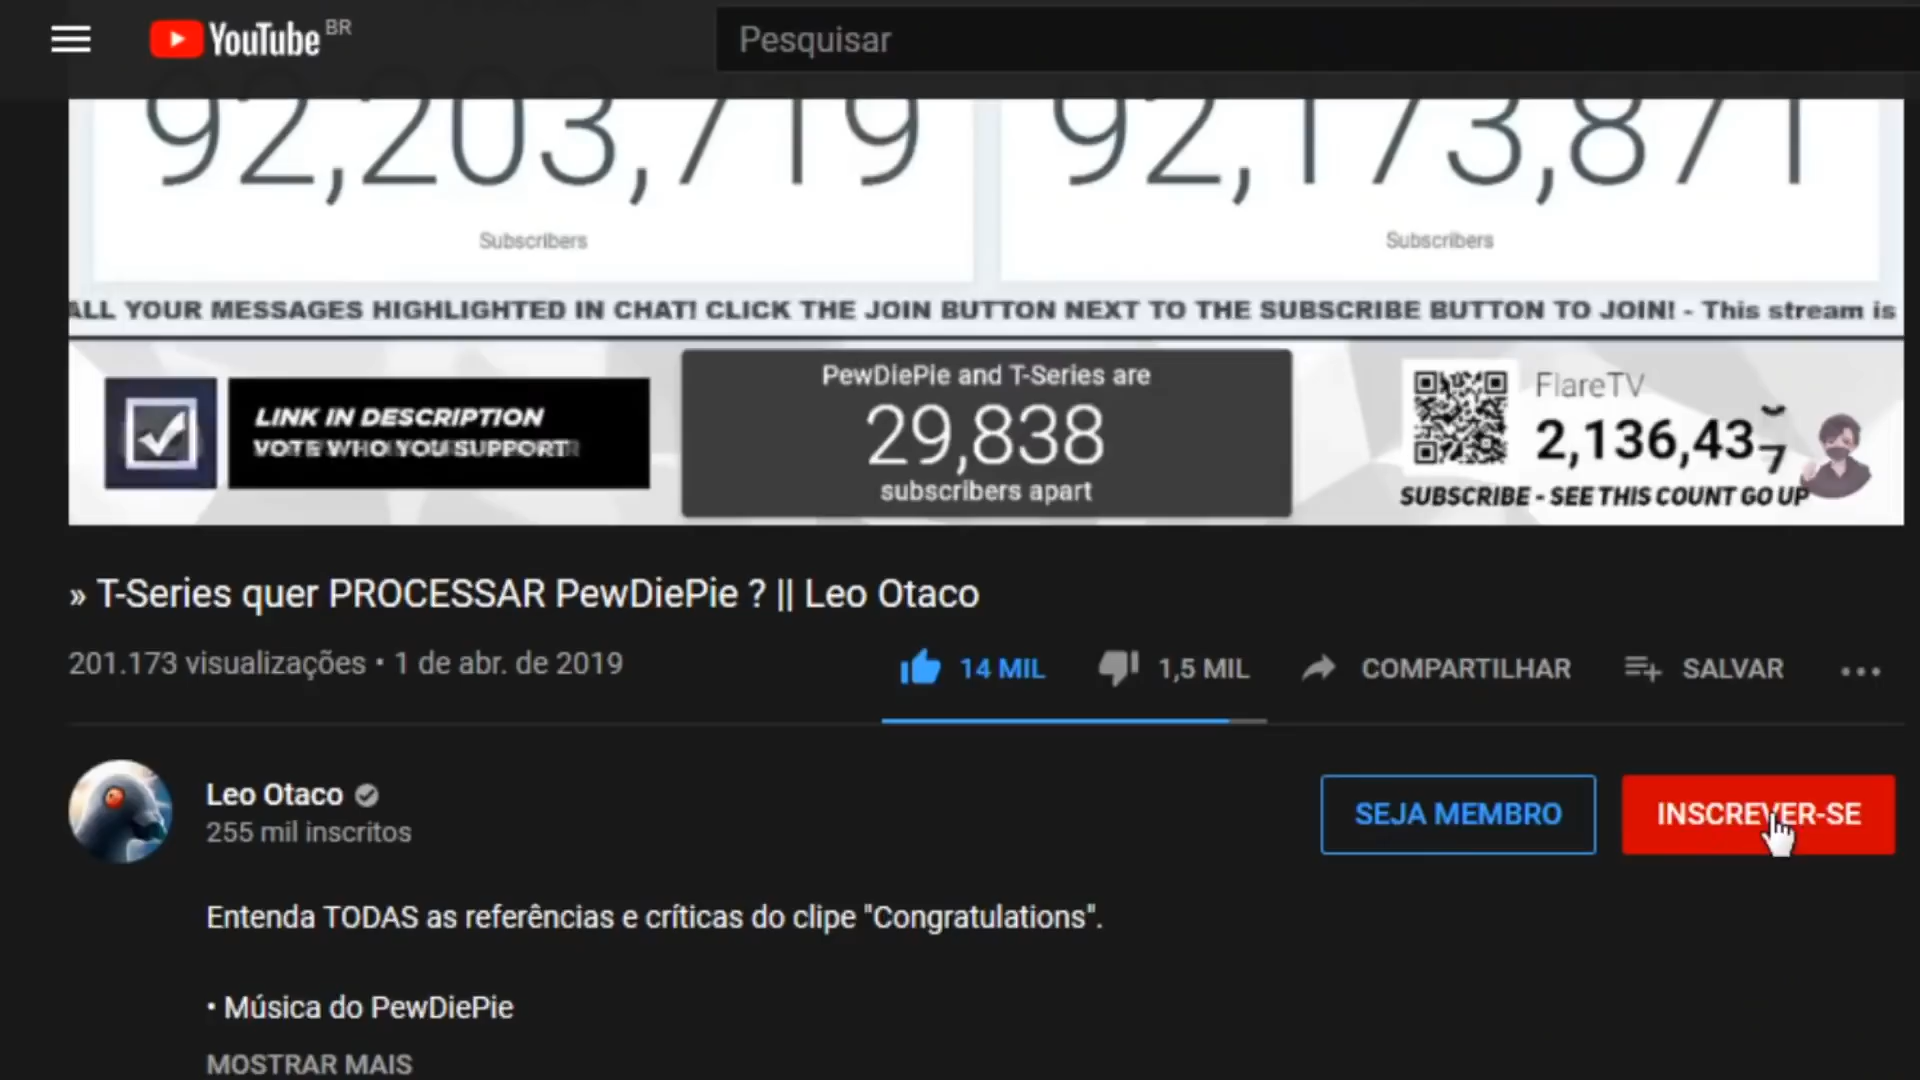 YouTube BR
Pesquisar
92,203,719
92,173,871
Subscribers
Subscribers
ALL YOUR MESSAGES HIGHLIGHTED IN CHAT! CLICK THE JOIN BUTTON NEXT TO THE SUBSCRIBE BUTTON TO JOIN! - This stream is
LINK IN DESCRIPTION
VOTE WHO YOU SUPPORT
PewDiePie and T-Series are
29,838
subscribers apart
FlareTV
2,136,43
SUBSCRIBE - SEE THIS COUNT GO UP
» T-Series quer PROCESSAR PewDiePie ? || Leo Otaco
201.173 visualizações • 1 de abr. de 2019
14 MIL
1,5 MIL
COMPARTILHAR
SALVAR
Leo Otaco
255 mil inscritos
SEJA MEMBRO
INSCREVER-SE
Entenda TODAS as referências e críticas do clipe "Congratulations".
• Música do PewDiePie
MOSTRAR MAIS